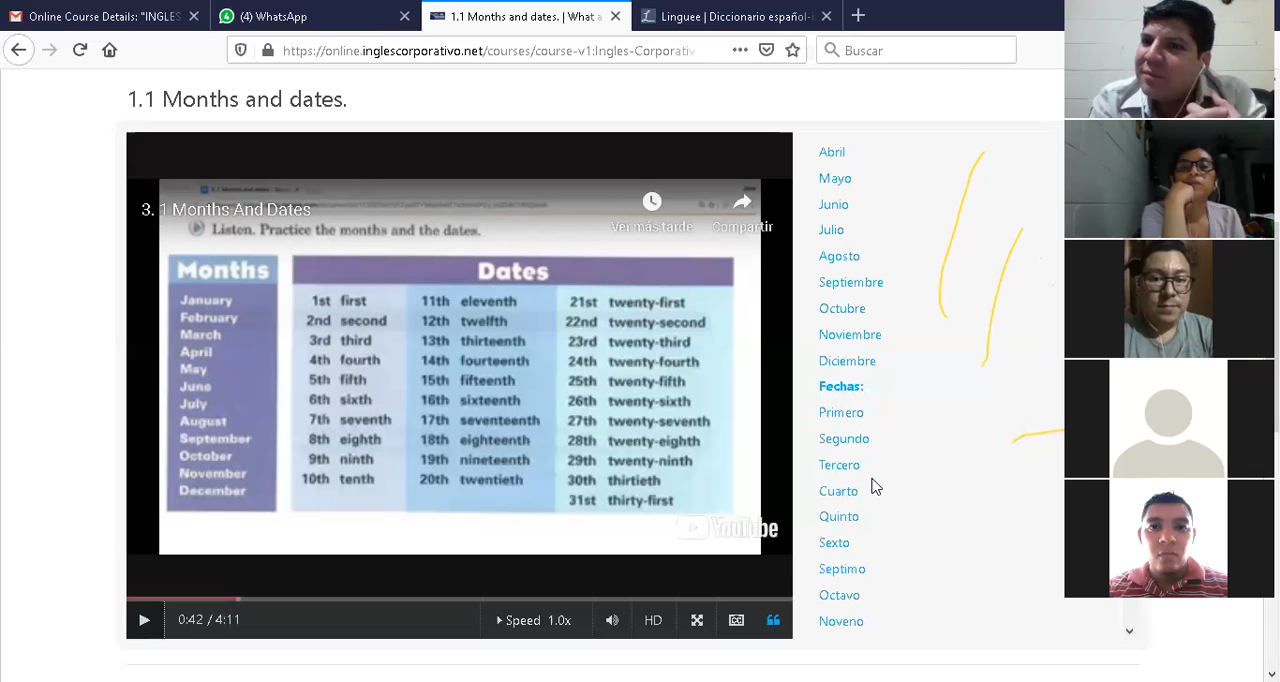 Online Course Details: "INGLES
(4) WhatsApp
1.1 Months and dates. | What a
Linguee | Diccionario español-i
https://online.inglescorporativo.net/courses/course-v1:Ingles-Corporativ
Buscar
1.1 Months and dates.
3. 1 Months And Dates
Ver más tarde
Compartir
Listen. Practice the months and the dates.
Months
January
February
March
April
May
June
July
August
September
October
November
December
Dates
1st first
2nd second
3rd third
4th fourth
5th fifth
6th sixth
7th seventh
8th eighth
9th ninth
10th tenth
11th eleventh
12th twelfth
13th thirteenth
14th fourteenth
15th fifteenth
16th sixteenth
17th seventeenth
18th eighteenth
19th nineteenth
20th twentieth
21st twenty-first
22nd twenty-second
23rd twenty-third
24th twenty-fourth
25th twenty-fifth
26th twenty-sixth
27th twenty-seventh
28th twenty-eighth
29th twenty-ninth
30th thirtieth
31st thirty-first
YouTube
0:42 / 4:11
Speed 1.0x
HD
Abril
Mayo
Junio
Julio
Agosto
Septiembre
Octubre
Noviembre
Diciembre
Fechas:
Primero
Segundo
Tercero
Cuarto
Quinto
Sexto
Septimo
Octavo
Noveno